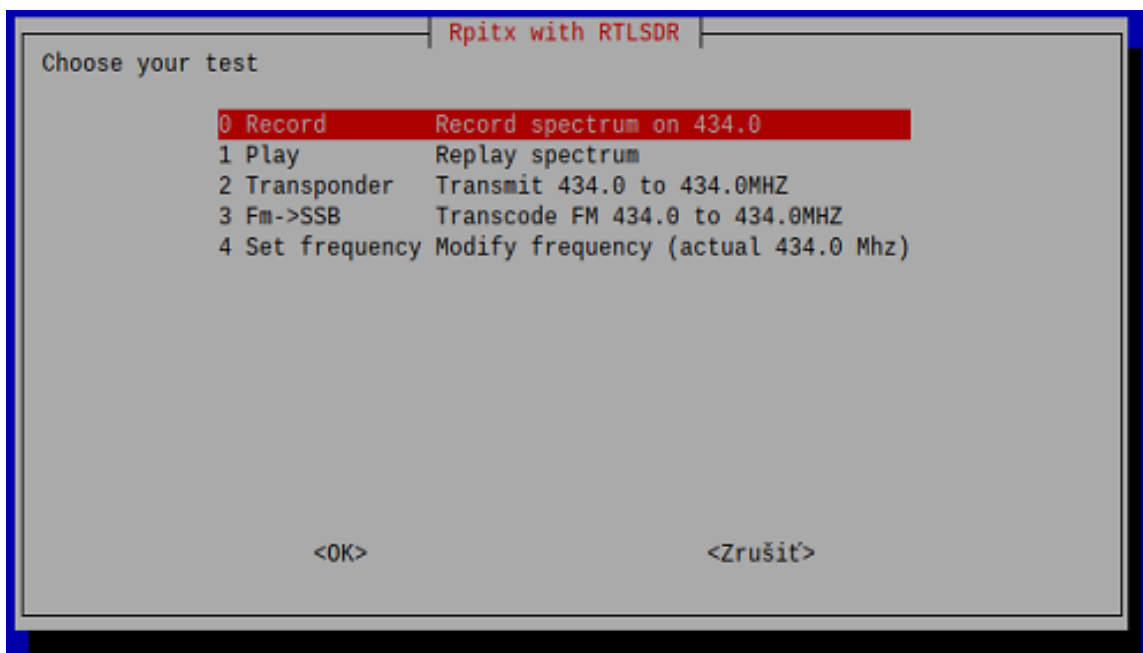 Rpitx with RTLSDR
Choose your test
0 Record Record spectrum on 434.0
1 Play Replay spectrum
2 Transponder Transmit 434.0 to 434.0MHZ
3 Fm->SSB Transcode FM 434.0 to 434.0MHZ
4 Set frequency Modify frequency (actual 434.0 Mhz)
<OK> <Zrušiť>